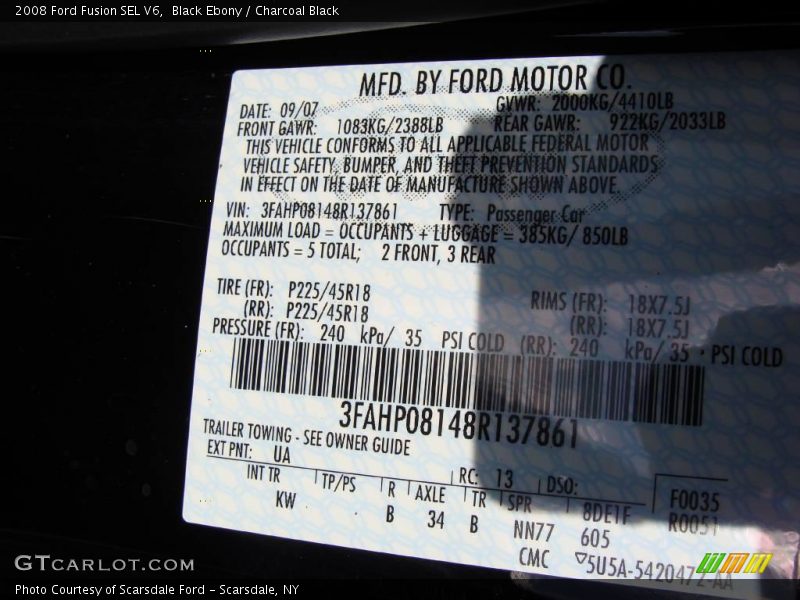 2008 Ford Fusion SEL V6,  Black Ebony / Charcoal Black
MFD. BY FORD MOTOR CO.
DATE: 09/07 GVWR: 2000KG/4410LB
FRONT GAWR: 1083KG/2388LB REAR GAWR: 922KG/2033LB
THIS VEHICLE CONFORMS TO ALL APPLICABLE FEDERAL MOTOR
VEHICLE SAFETY, BUMPER, AND THEFT PREVENTION STANDARDS
IN EFFECT ON THE DATE OF MANUFACTURE SHOWN ABOVE
VIN: 3FAHP08148R137861 TYPE: Passenger Car
MAXIMUM LOAD = OCCUPANTS + LUGGAGE = 385KG/ 850LB
OCCUPANTS = 5 TOTAL; 2 FRONT, 3 REAR
TIRE (FR): P225/45R18 RIMS (FR): 18X7.5J
(RR): P225/45R18 (RR): 18X7.5J
PRESSURE (FR): 240 kPa/ 35 PSI COLD (RR): 240 kPa/ 35 PSI COLD
3FAHP08148R137861
TRAILER TOWING - SEE OWNER GUIDE
EXT PNT: UA RC: 13 DSO: F0035
INT TR TP/PS R AXLE TR SPR 8DE1F R0051
KW B 34 B NN77 605
CMC 5U5A-5420472-AA
GTCARLOT.COM
Photo Courtesy of Scarsdale Ford – Scarsdale, NY